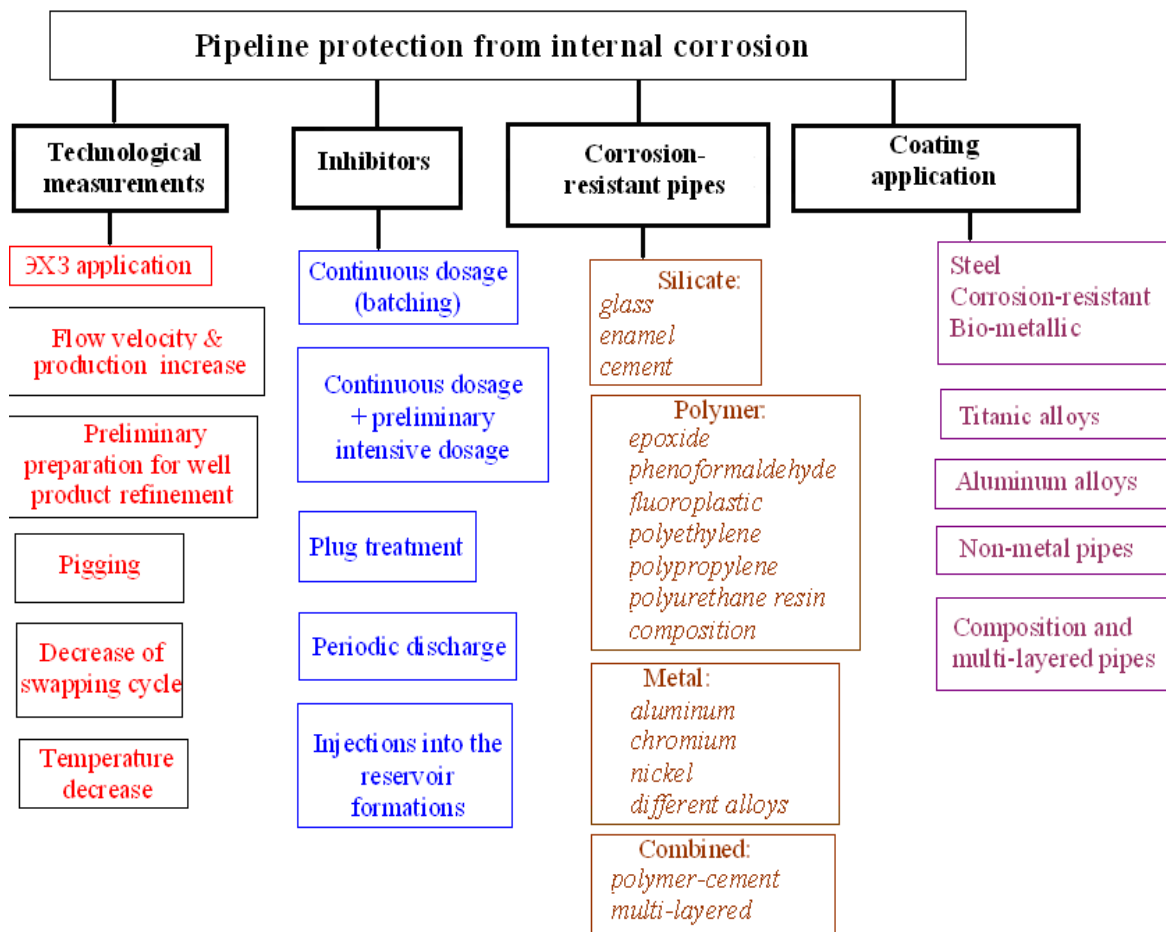 Pipeline protection from internal corrosion
Technological
measurements
ЭХЗ application
Flow velocity &
production increase
Preliminary
preparation for well
product refinement
Pigging
Decrease of
swapping cycle
Temperature
decrease
Inhibitors
Continuous dosage
(batching)
Continuous dosage
+ preliminary
intensive dosage
Plug treatment
Periodic discharge
Injections into the
reservoir
formations
Corrosion-
resistant pipes
Silicate:
glass
enamel
cement
Polymer:
epoxide
phenoformaldehyde
fluoroplastic
polyethylene
polypropylene
polyurethane resin
composition
Metal:
aluminum
chromium
nickel
different alloys
Combined:
polymer-cement
multi-layered
Coating
application
Steel
Corrosion-resistant
Bio-metallic
Titanic alloys
Aluminum alloys
Non-metal pipes
Composition and
multi-layered pipes